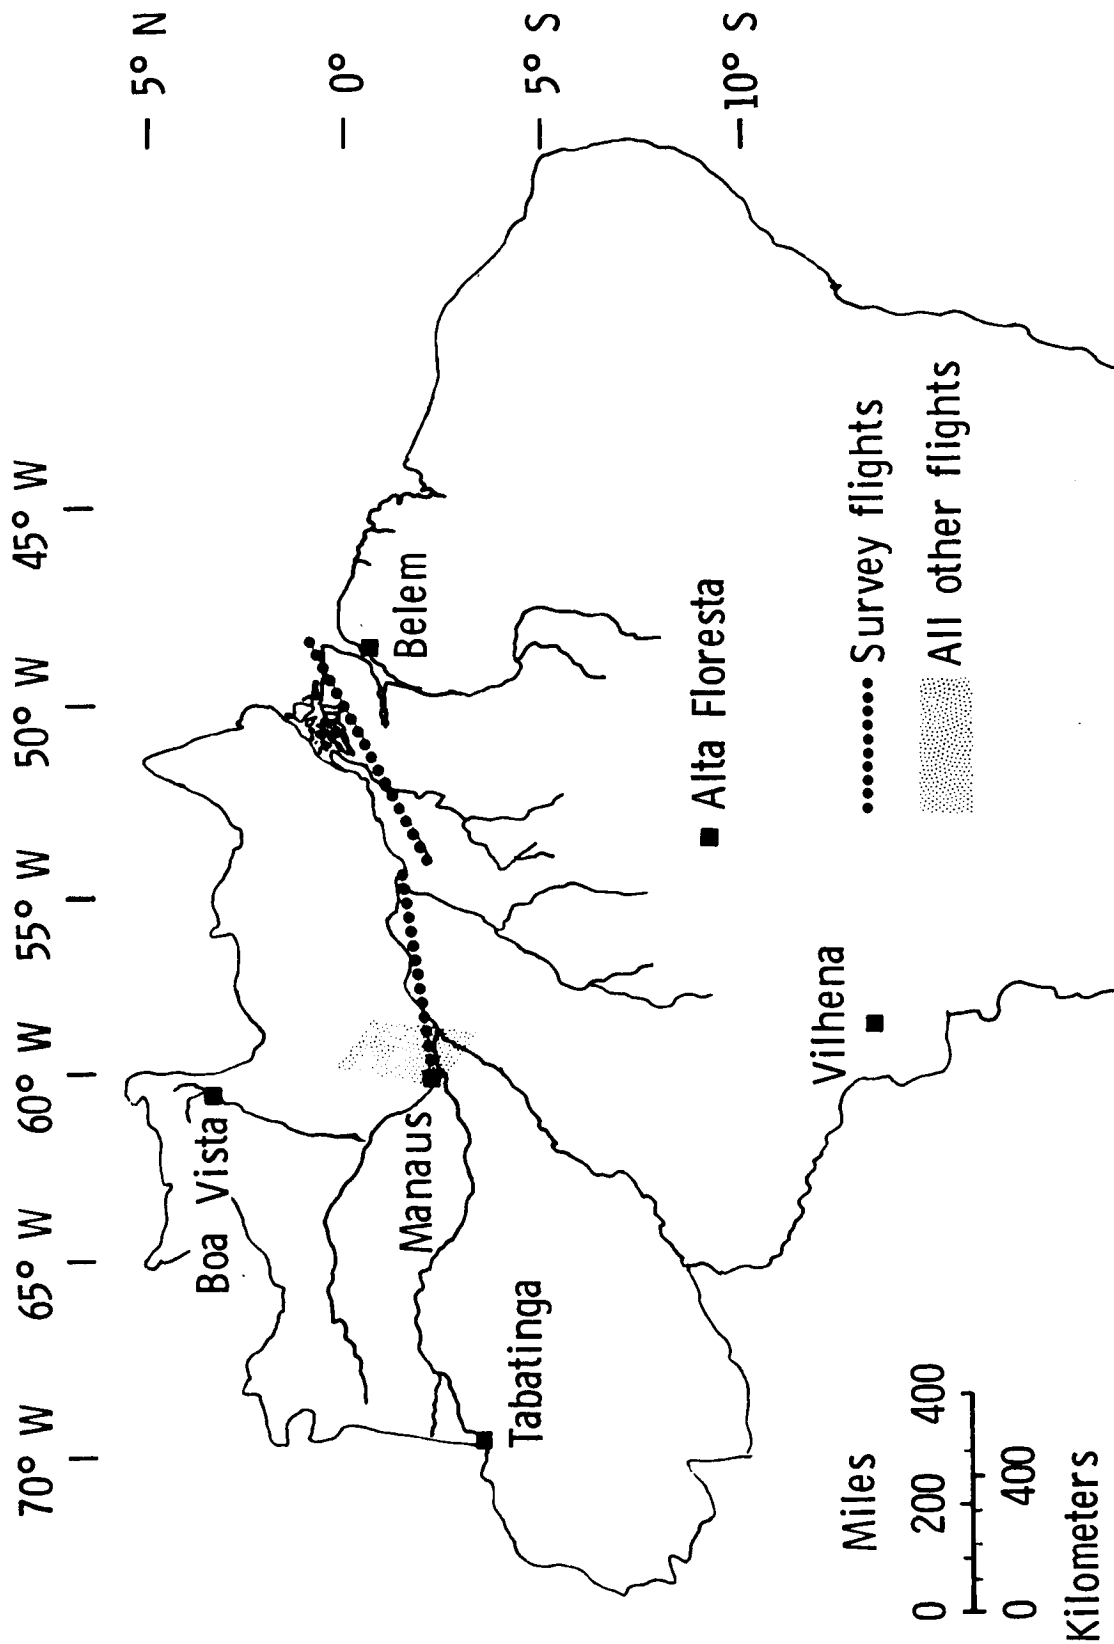 70° W
65° W
60° W
55° W
50° W
45° W
5° N
0°
5° S
10° S
Boa Vista
Manaus
Tabatinga
Belem
Alta Floresta
Vilhena
Survey flights
All other flights
Miles
0 200 400
0 400
Kilometers